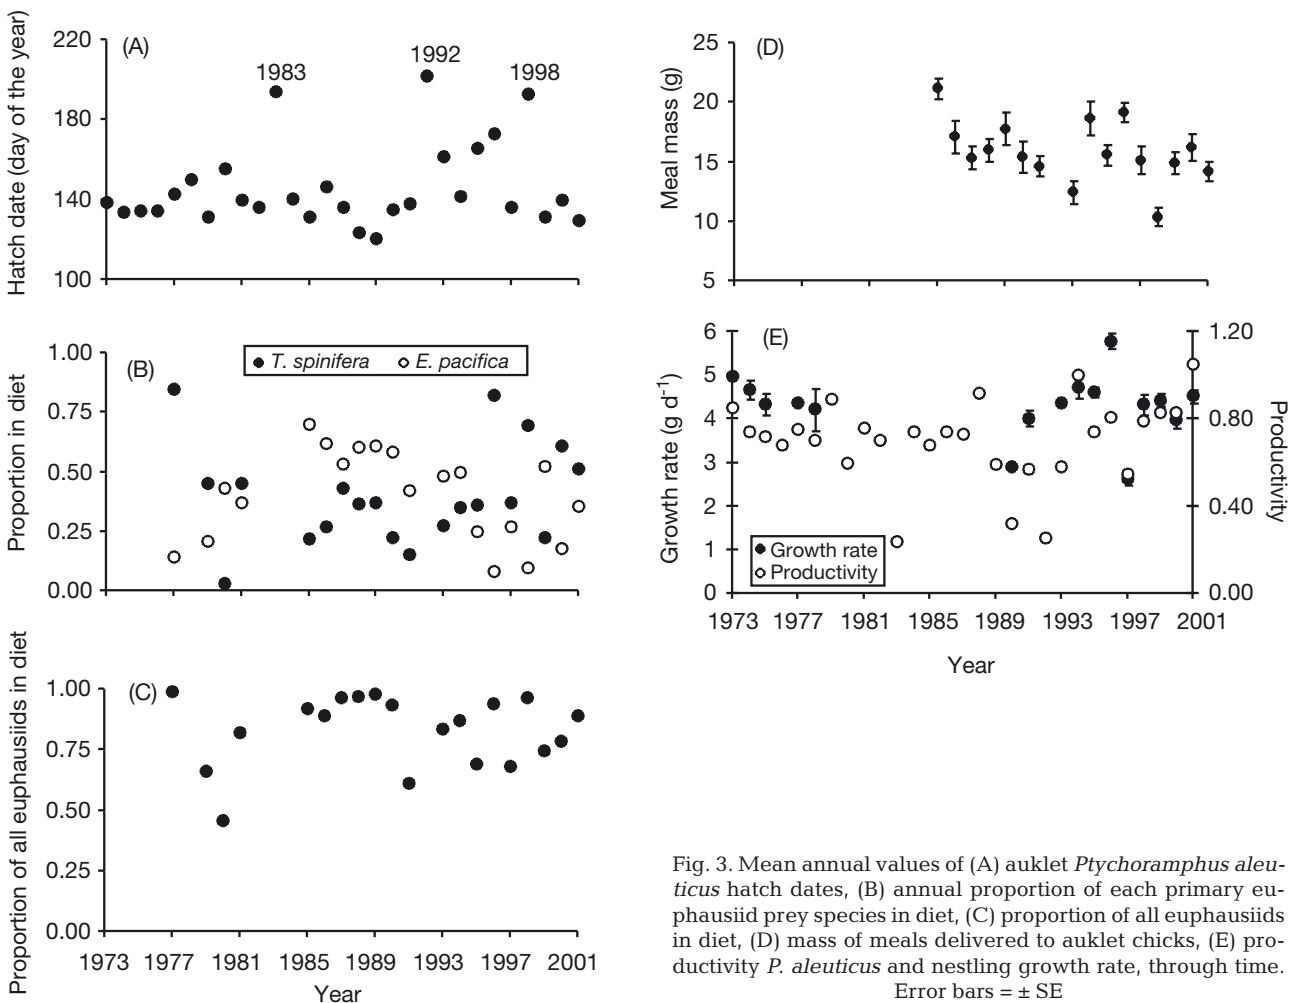 (A)
Hatch date (day of the year)
220
180
140
100
1983
1992
1998
(B)
Proportion in diet
1.00
0.75
0.50
0.25
0.00
T. spinifera E. pacifica
(C)
Proportion of all euphausiids in diet
1.00
0.75
0.50
0.25
0.00
1973 1977 1981 1985 1989 1993 1997 2001
Year
(D)
Meal mass (g)
25
20
15
10
5
(E)
Growth rate (g d-1)
6
5
4
3
2
1
0
1.20
0.80
0.40
0.00
Productivity
Growth rate
Productivity
1973 1977 1981 1985 1989 1993 1997 2001
Year
Fig. 3. Mean annual values of (A) auklet Ptychoramphus aleu-
ticus hatch dates, (B) annual proportion of each primary eu-
phausiid prey species in diet, (C) proportion of all euphausiids
in diet, (D) mass of meals delivered to auklet chicks, (E) pro-
ductivity P. aleuticus and nestling growth rate, through time.
Error bars = ± SE